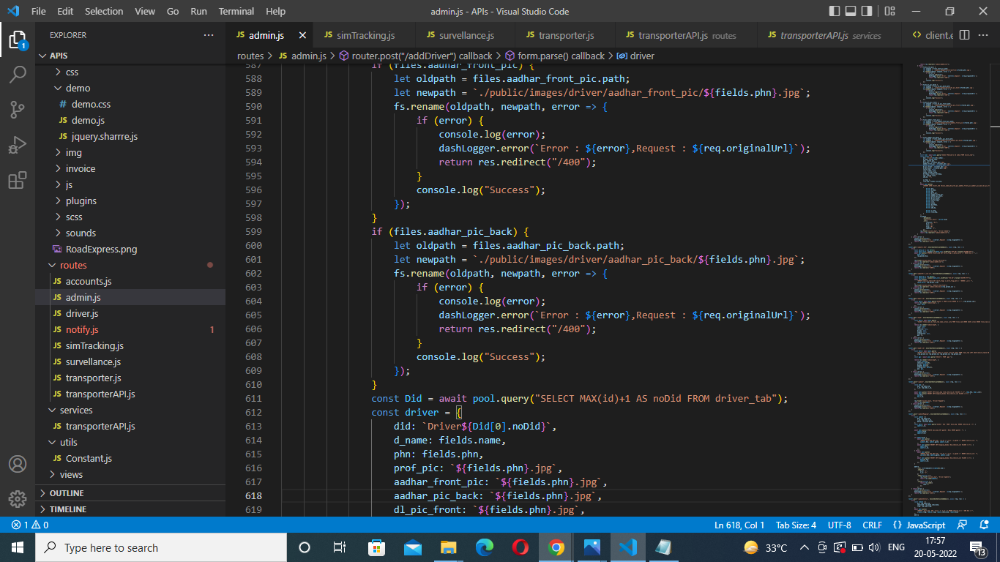 File Edit Selection View Go Run Terminal Help
admin.js - APIs - Visual Studio Code
EXPLORER
admin.js
simTracking.js
survellance.js
transporter.js
transporterAPI.js routes
transporterAPI.js services
client.e
routes > admin.js > router.post("/addDriver") callback > form.parse() callback > driver
1
APIS
css
demo
demo.css
demo.js
jquery.sharrre.js
img
invoice
js
plugins
scss
sounds
RoadExpress.png
routes
accounts.js
admin.js
driver.js
notify.js 1
simTracking.js
survellance.js
transporter.js
transporterAPI.js
services
transporterAPI.js
utils
Constant.js
views
OUTLINE
TIMELINE
587 if (files.aadhar_front_pic) {
588 let oldpath = files.aadhar_front_pic.path;
589 let newpath = `./public/images/driver/aadhar_front_pic/${fields.phn}.jpg`;
590 fs.rename(oldpath, newpath, error => {
591 if (error) {
592 console.log(error);
593 dashLogger.error(`Error : ${error},Request : ${req.originalUrl}`);
594 return res.redirect("/400");
595 }
596 console.log("Success");
597 });
598 }
599 if (files.aadhar_pic_back) {
600 let oldpath = files.aadhar_pic_back.path;
601 let newpath = `./public/images/driver/aadhar_pic_back/${fields.phn}.jpg`;
602 fs.rename(oldpath, newpath, error => {
603 if (error) {
604 console.log(error);
605 dashLogger.error(`Error : ${error},Request : ${req.originalUrl}`);
606 return res.redirect("/400");
607 }
608 console.log("Success");
609 });
610 }
611 const Did = await pool.query("SELECT MAX(id)+1 AS noDid FROM driver_tab");
612 const driver = {
613 did: `Driver${Did[0].noDid}`,
614 d_name: fields.name,
615 phn: fields.phn,
616 prof_pic: `${fields.phn}.jpg`,
617 aadhar_front_pic: `${fields.phn}.jpg`,
618 aadhar_pic_back: `${fields.phn}.jpg`,
619 dl_pic_front: `${fields.phn}.jpg`,
1 0
Ln 618, Col 1 Tab Size: 4 UTF-8 CRLF {} JavaScript
Type here to search
33°C
ENG
17:57
20-05-2022
13